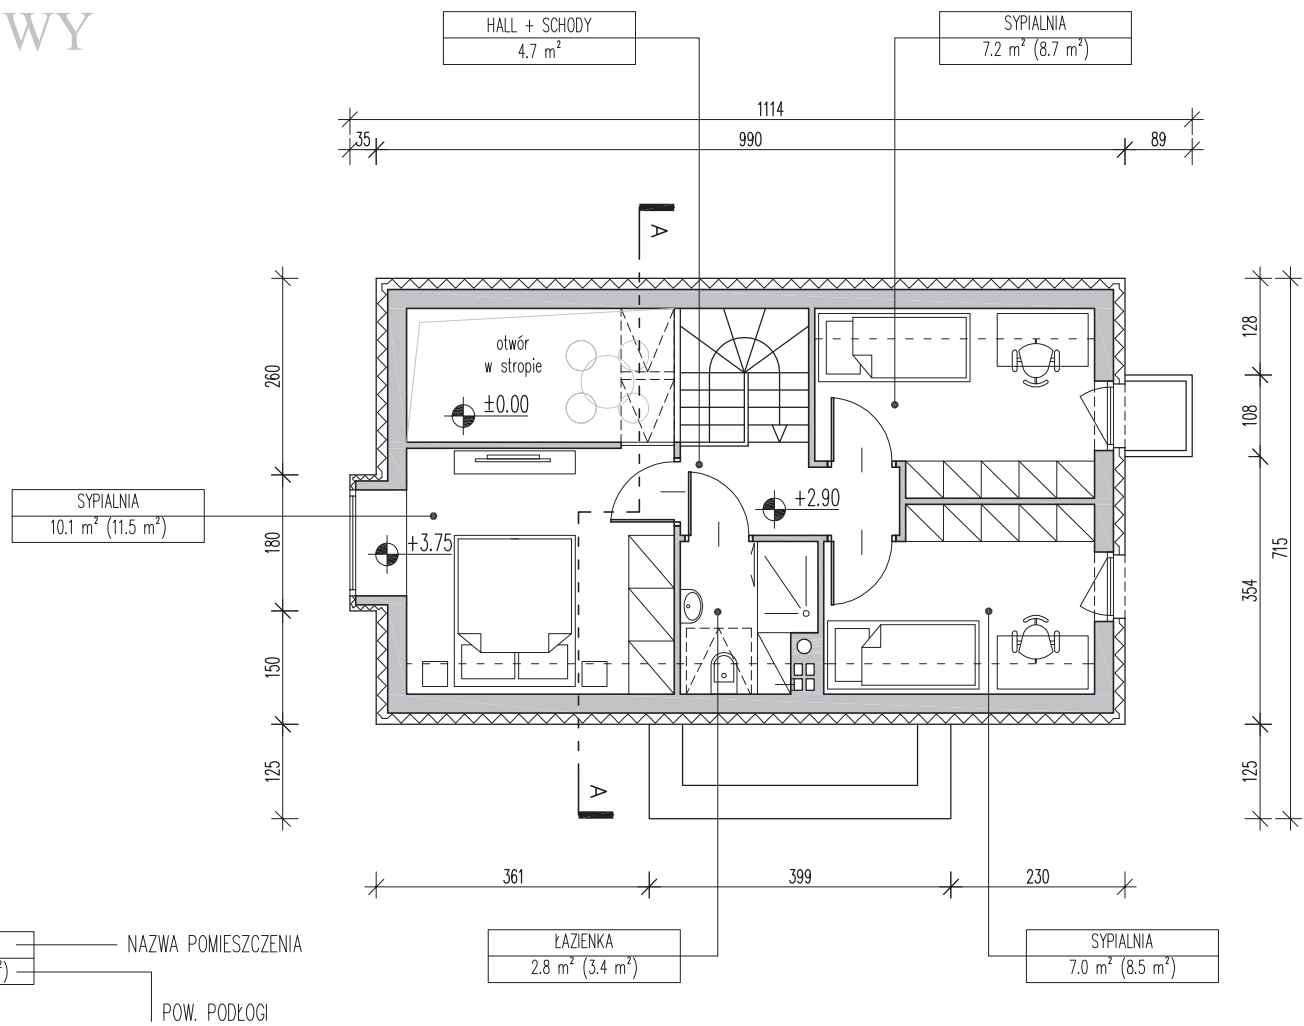 WY
HALL + SCHODY
4.7 m²
SYPIALNIA
7.2 m² (8.7 m²)
1114
35
990
89
A
260
otwór
w stropie
±0.00
128
108
SYPIALNIA
10.1 m² (11.5 m²)
+2.90
180
+3.75
715
354
150
125
A
125
361
399
230
NAZWA POMIESZCZENIA
²)
ŁAZIENKA
2.8 m² (3.4 m²)
SYPIALNIA
7.0 m² (8.5 m²)
POW. PODŁOGI